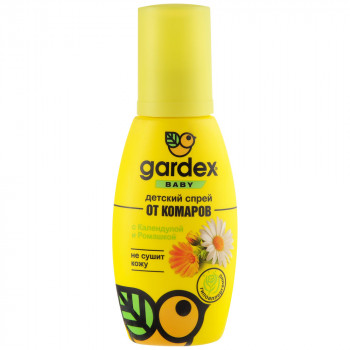 gardex
BABY
детский спрей
ОТ КОМАРОВ
с Календулой
и Ромашкой
не сушит
кожу